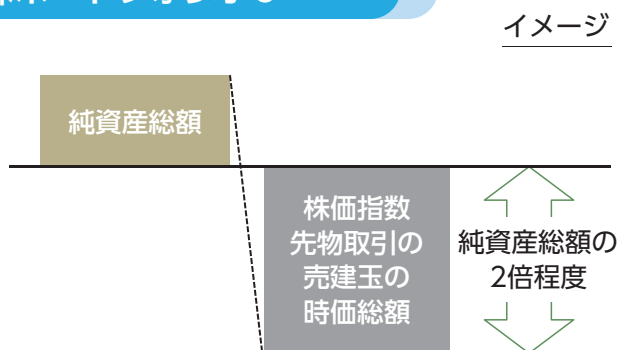 イメージ
純資産総額
株価指数
先物取引の
売建玉の
時価総額
純資産総額の
2倍程度